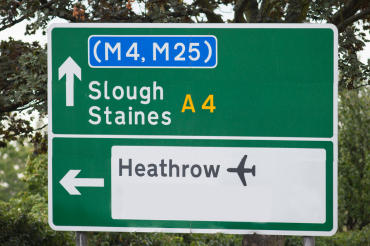 (M4, M25)
Slough
Staines A4
Heathrow